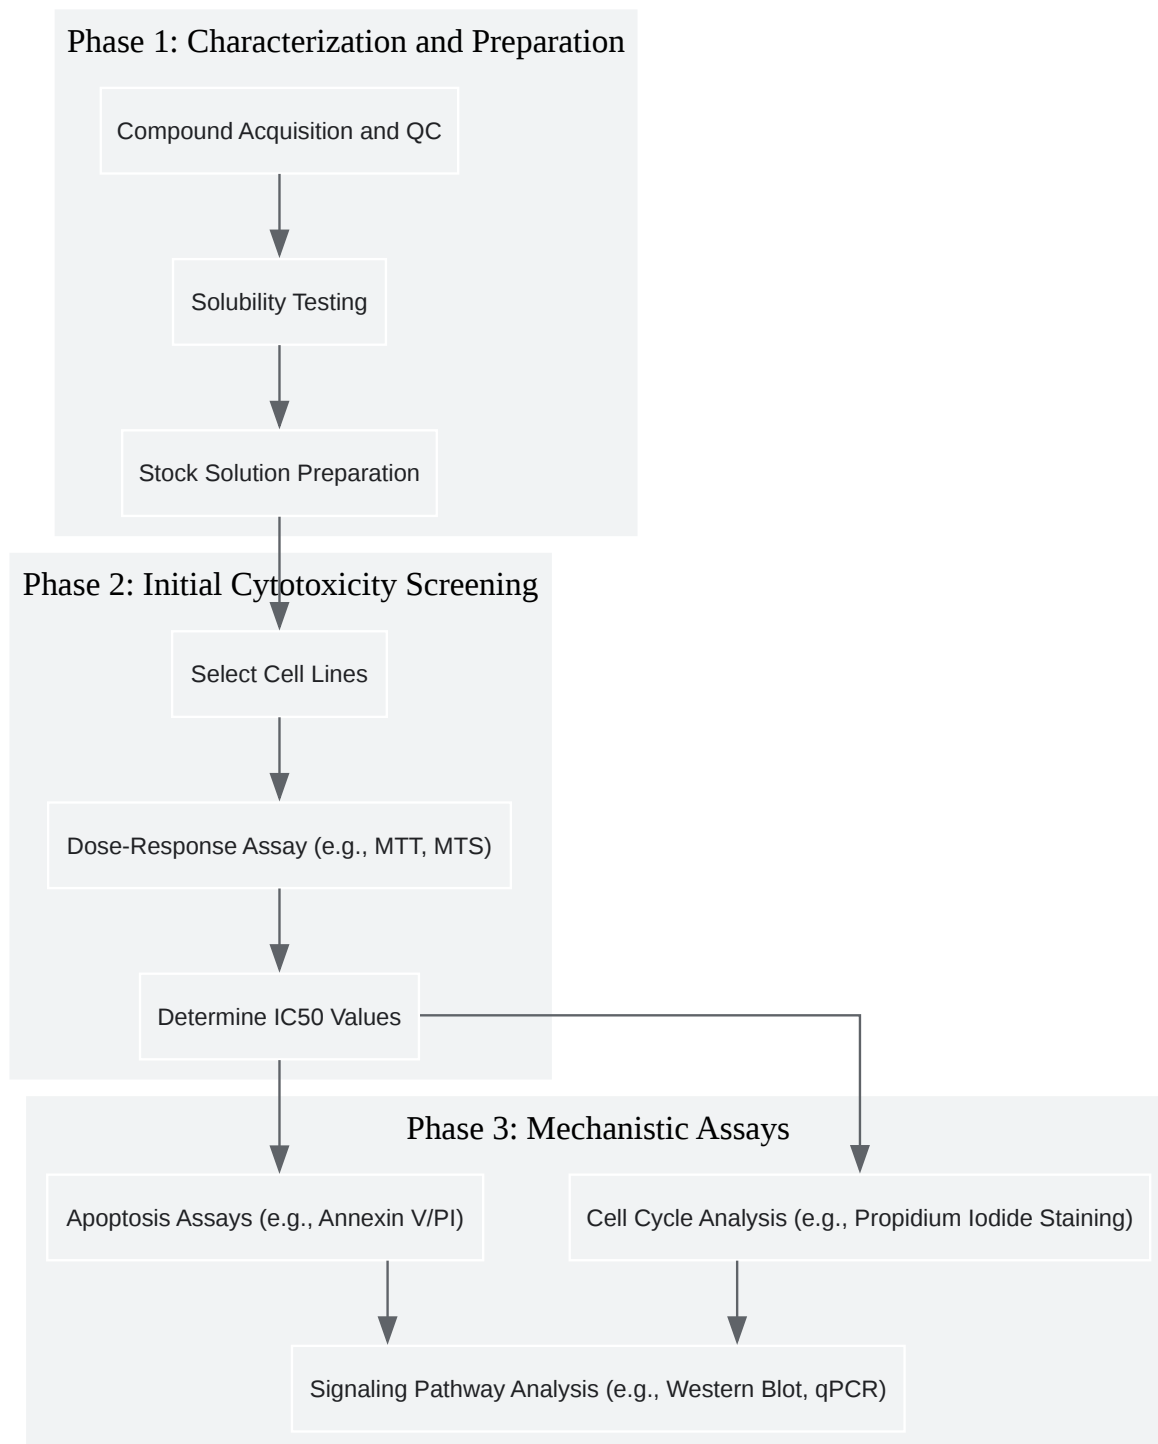 Phase 1: Characterization and Preparation
Compound Acquisition and QC
Solubility Testing
Stock Solution Preparation
Phase 2: Initial Cytotoxicity Screening
Select Cell Lines
Dose-Response Assay (e.g., MTT, MTS)
Determine IC50 Values
Phase 3: Mechanistic Assays
Apoptosis Assays (e.g., Annexin V/PI)
Cell Cycle Analysis (e.g., Propidium Iodide Staining)
Signaling Pathway Analysis (e.g., Western Blot, qPCR)